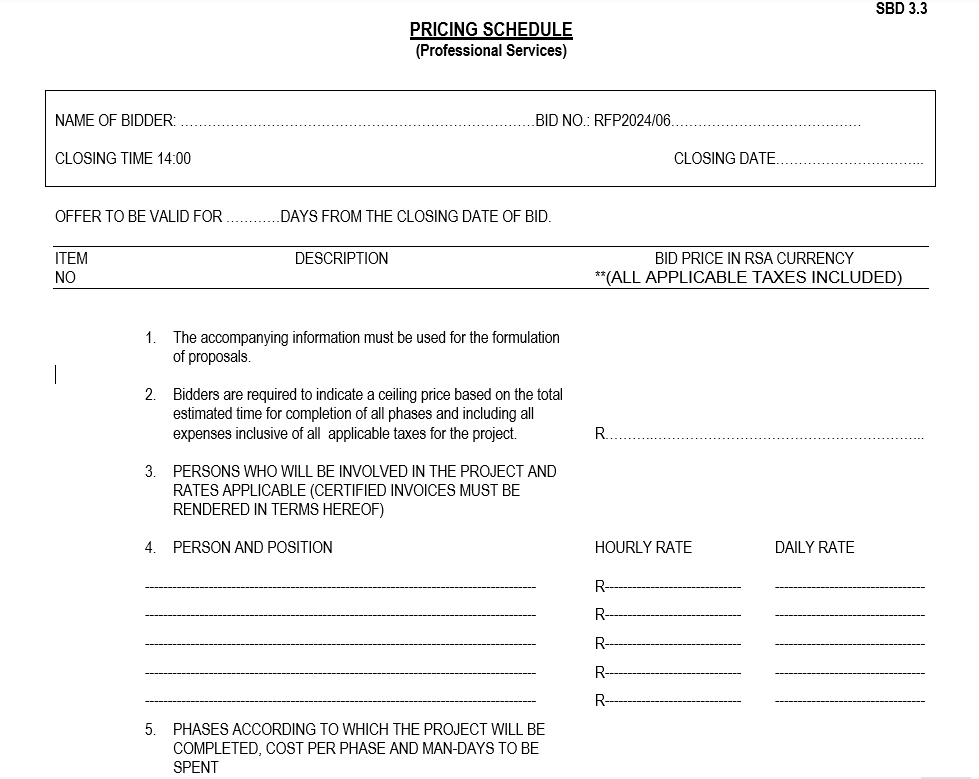 SBD 3.3
PRICING SCHEDULE
(Professional Services)
NAME OF BIDDER: ……………………………………………………………………BID NO.: RFP2024/06……………………………………
CLOSING TIME 14:00 CLOSING DATE…………………………...
OFFER TO BE VALID FOR …………DAYS FROM THE CLOSING DATE OF BID.
ITEM DESCRIPTION BID PRICE IN RSA CURRENCY
NO **(ALL APPLICABLE TAXES INCLUDED)
1. The accompanying information must be used for the formulation
of proposals.
2. Bidders are required to indicate a ceiling price based on the total
estimated time for completion of all phases and including all
expenses inclusive of all applicable taxes for the project. R………..…………………………………………………...
3. PERSONS WHO WILL BE INVOLVED IN THE PROJECT AND
RATES APPLICABLE (CERTIFIED INVOICES MUST BE
RENDERED IN TERMS HEREOF)
4. PERSON AND POSITION HOURLY RATE DAILY RATE
--------------------------------------------------------------------------------------- R------------------------------ ---------------------------------
--------------------------------------------------------------------------------------- R------------------------------ ---------------------------------
--------------------------------------------------------------------------------------- R------------------------------ ---------------------------------
--------------------------------------------------------------------------------------- R------------------------------ ---------------------------------
--------------------------------------------------------------------------------------- R------------------------------ ---------------------------------
5. PHASES ACCORDING TO WHICH THE PROJECT WILL BE
COMPLETED, COST PER PHASE AND MAN-DAYS TO BE
SPENT